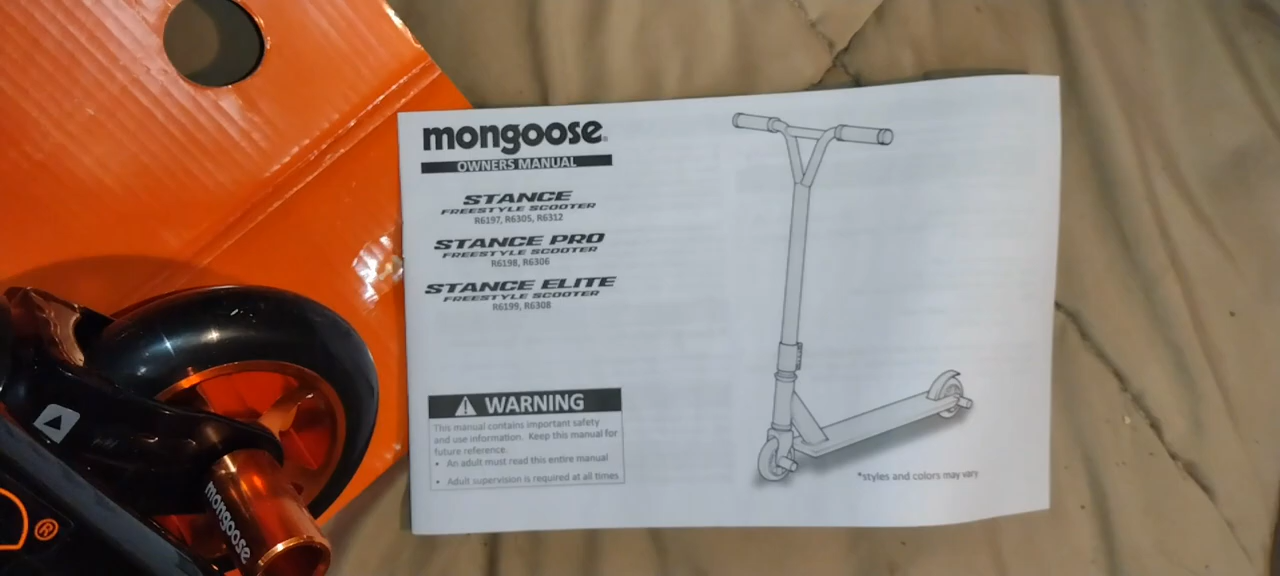 mongoose®
OWNERS MANUAL
STANCE
FREESTYLE SCOOTER
R6197, R6305, R6312
STANCE PRO
FREESTYLE SCOOTER
R6198, R6306
STANCE ELITE
FREESTYLE SCOOTER
R6199, R6308
WARNING
This manual contains important safety
and use information. Keep this manual for
future reference.
• An adult must read this entire manual
• Adult supervision is required at all times
*styles and colors may vary
mongoose
®